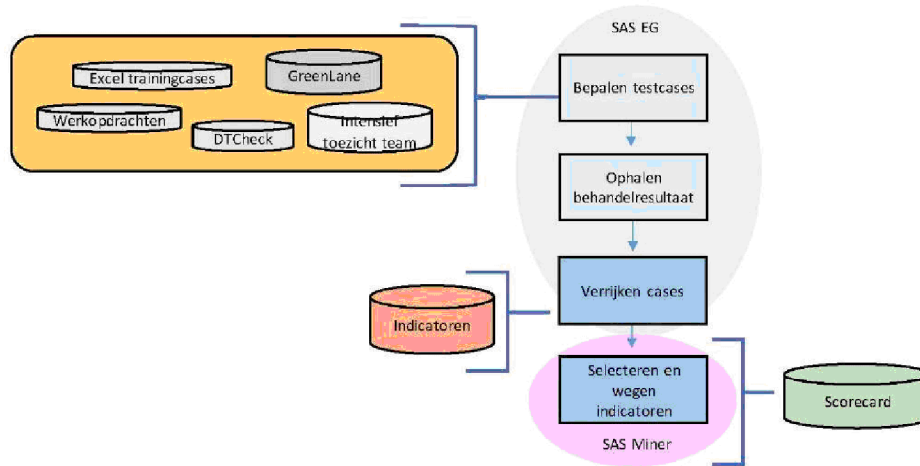 SAS EG
Excel trainingcases
GreenLane
Werkopdrachten
DTCheck
Intensief
toezicht team
Bepalen testcases
Ophalen
behandelresultaat
Verrijken cases
Indicatoren
Selecteren en
wegen
indicatoren
Scorecard
SAS Miner